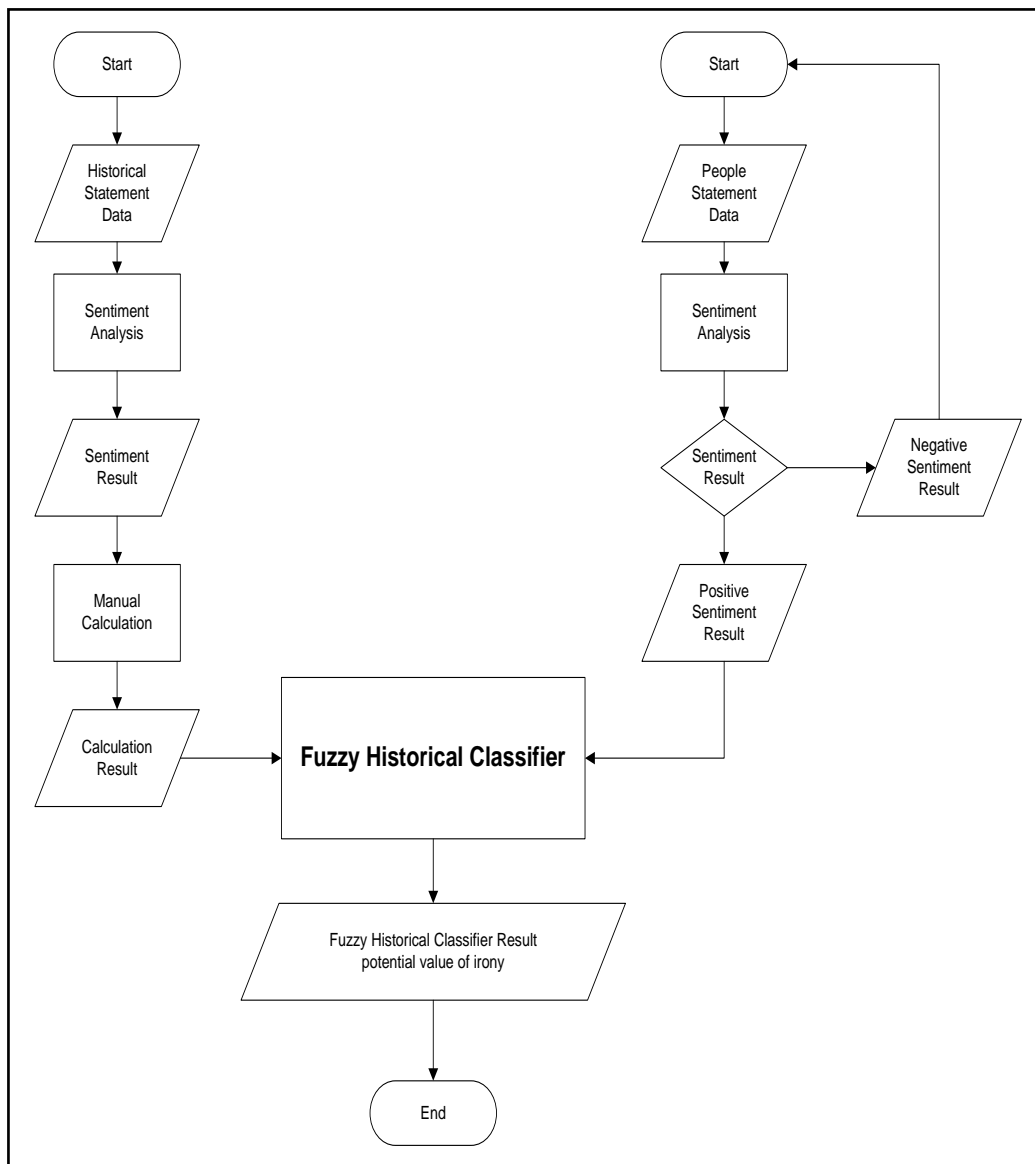 Start
Historical
Statement
Data
Sentiment
Analysis
Sentiment
Result
Manual
Calculation
Calculation
Result
Start
People
Statement
Data
Sentiment
Analysis
Sentiment
Result
Negative
Sentiment
Result
Positive
Sentiment
Result
Fuzzy Historical Classifier
Fuzzy Historical Classifier Result
potential value of irony
End